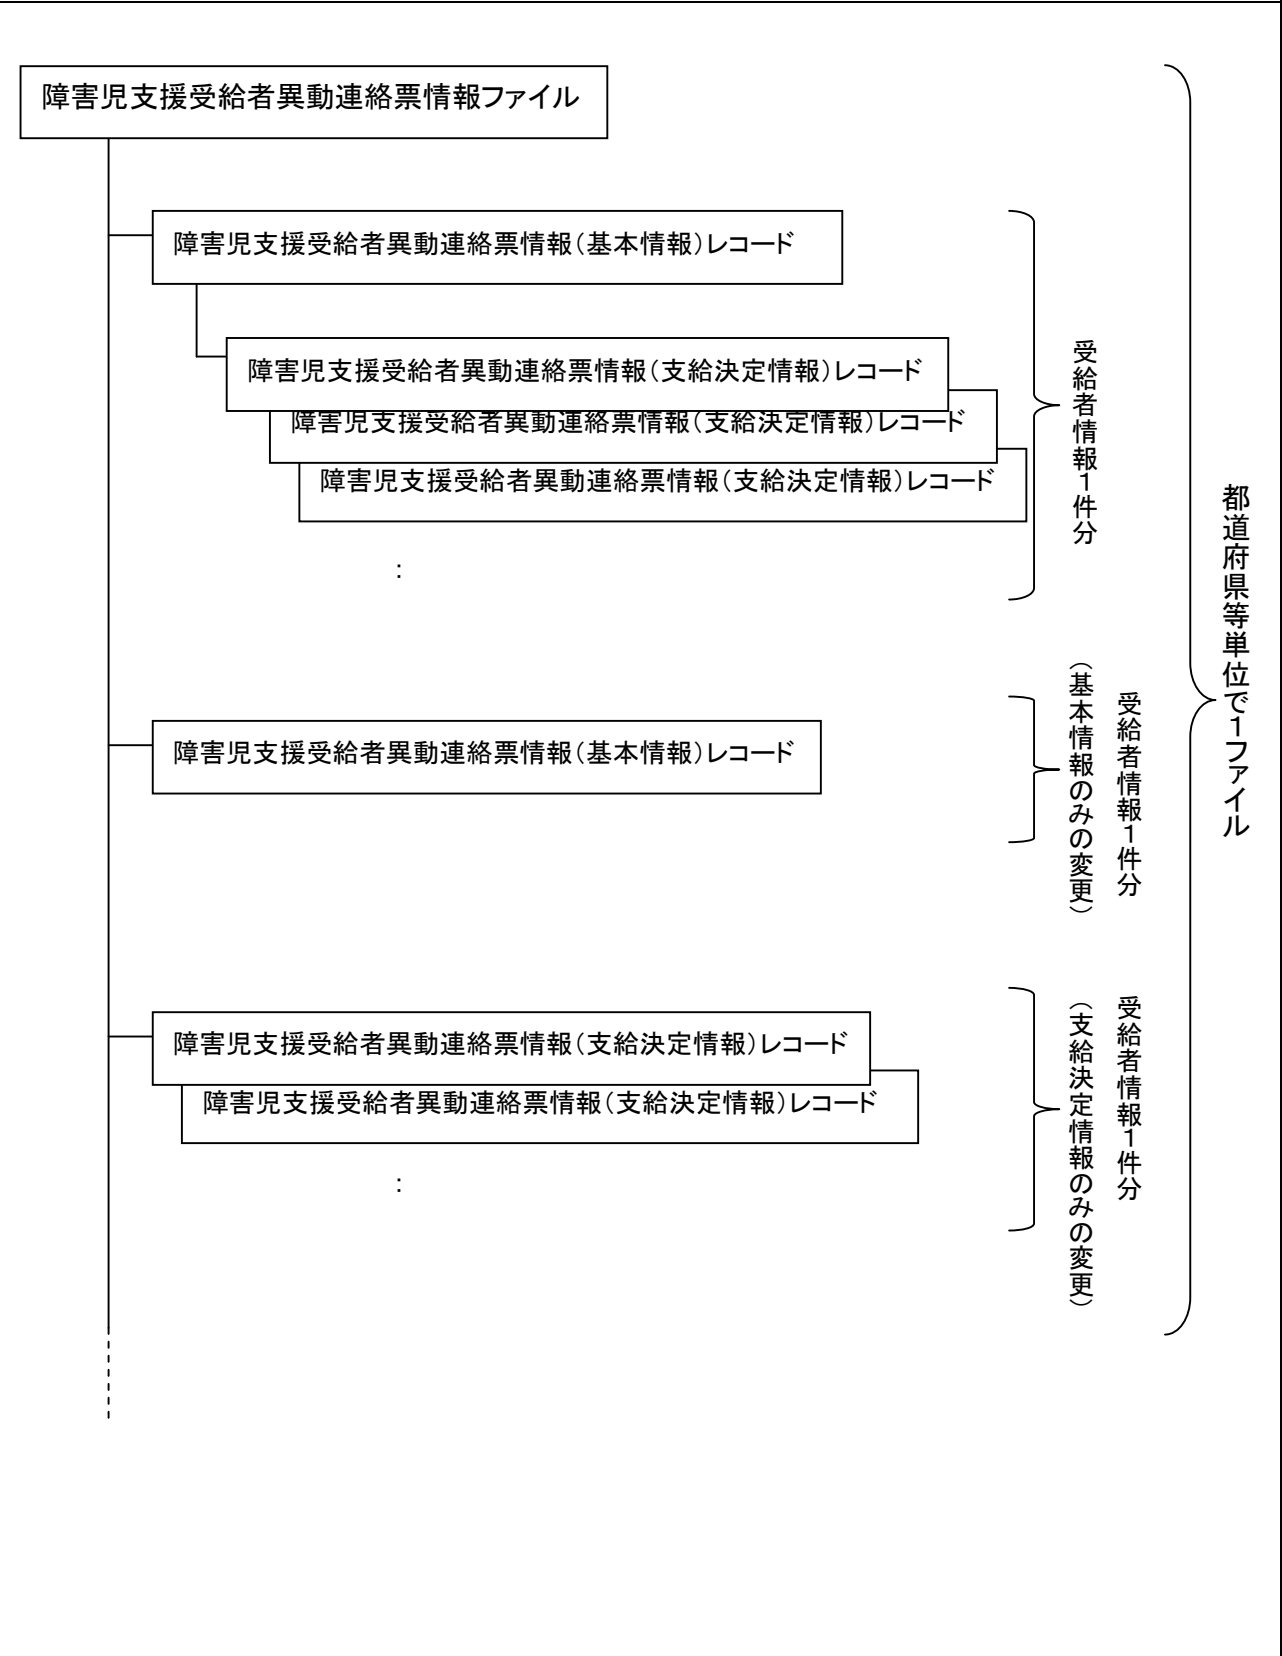 障害児支援受給者異動連絡票情報ファイル
障害児支援受給者異動連絡票情報（基本情報）レコード
障害児支援受給者異動連絡票情報（支給決定情報）レコード
障害児支援受給者異動連絡票情報（支給決定情報）レコード
障害児支援受給者異動連絡票情報（支給決定情報）レコード
：
受給者情報１件分
障害児支援受給者異動連絡票情報（基本情報）レコード
受給者情報１件分
（基本情報のみの変更）
障害児支援受給者異動連絡票情報（支給決定情報）レコード
障害児支援受給者異動連絡票情報（支給決定情報）レコード
：
受給者情報１件分
（支給決定情報のみの変更）
都道府県等単位で１ファイル